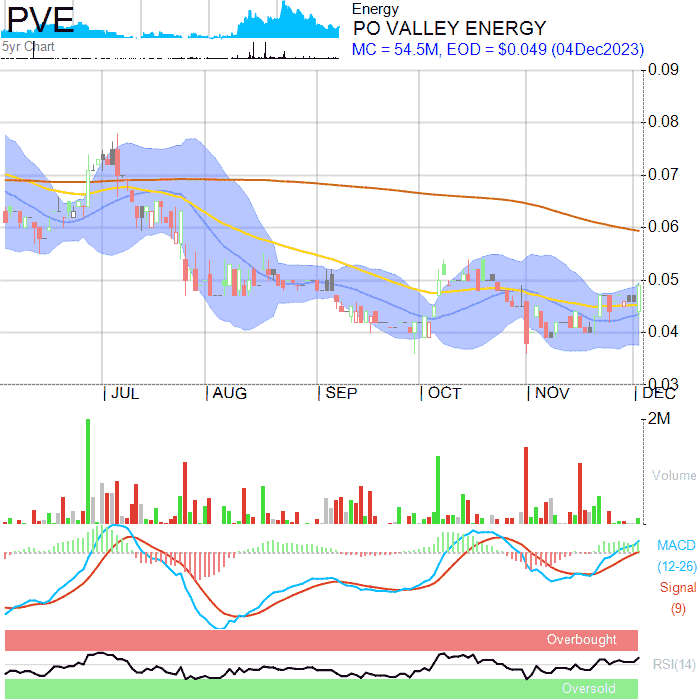 PVE
5yr Chart
Energy
PO VALLEY ENERGY
MC = 54.5M, EOD = $0.049 (04Dec2023)
0.09
0.08
0.07
0.06
0.05
0.04
0.03
JUL AUG SEP OCT NOV DEC
2M
Volume
MACD
(12-26)
Signal
(9)
Overbought
RSI(14)
Oversold